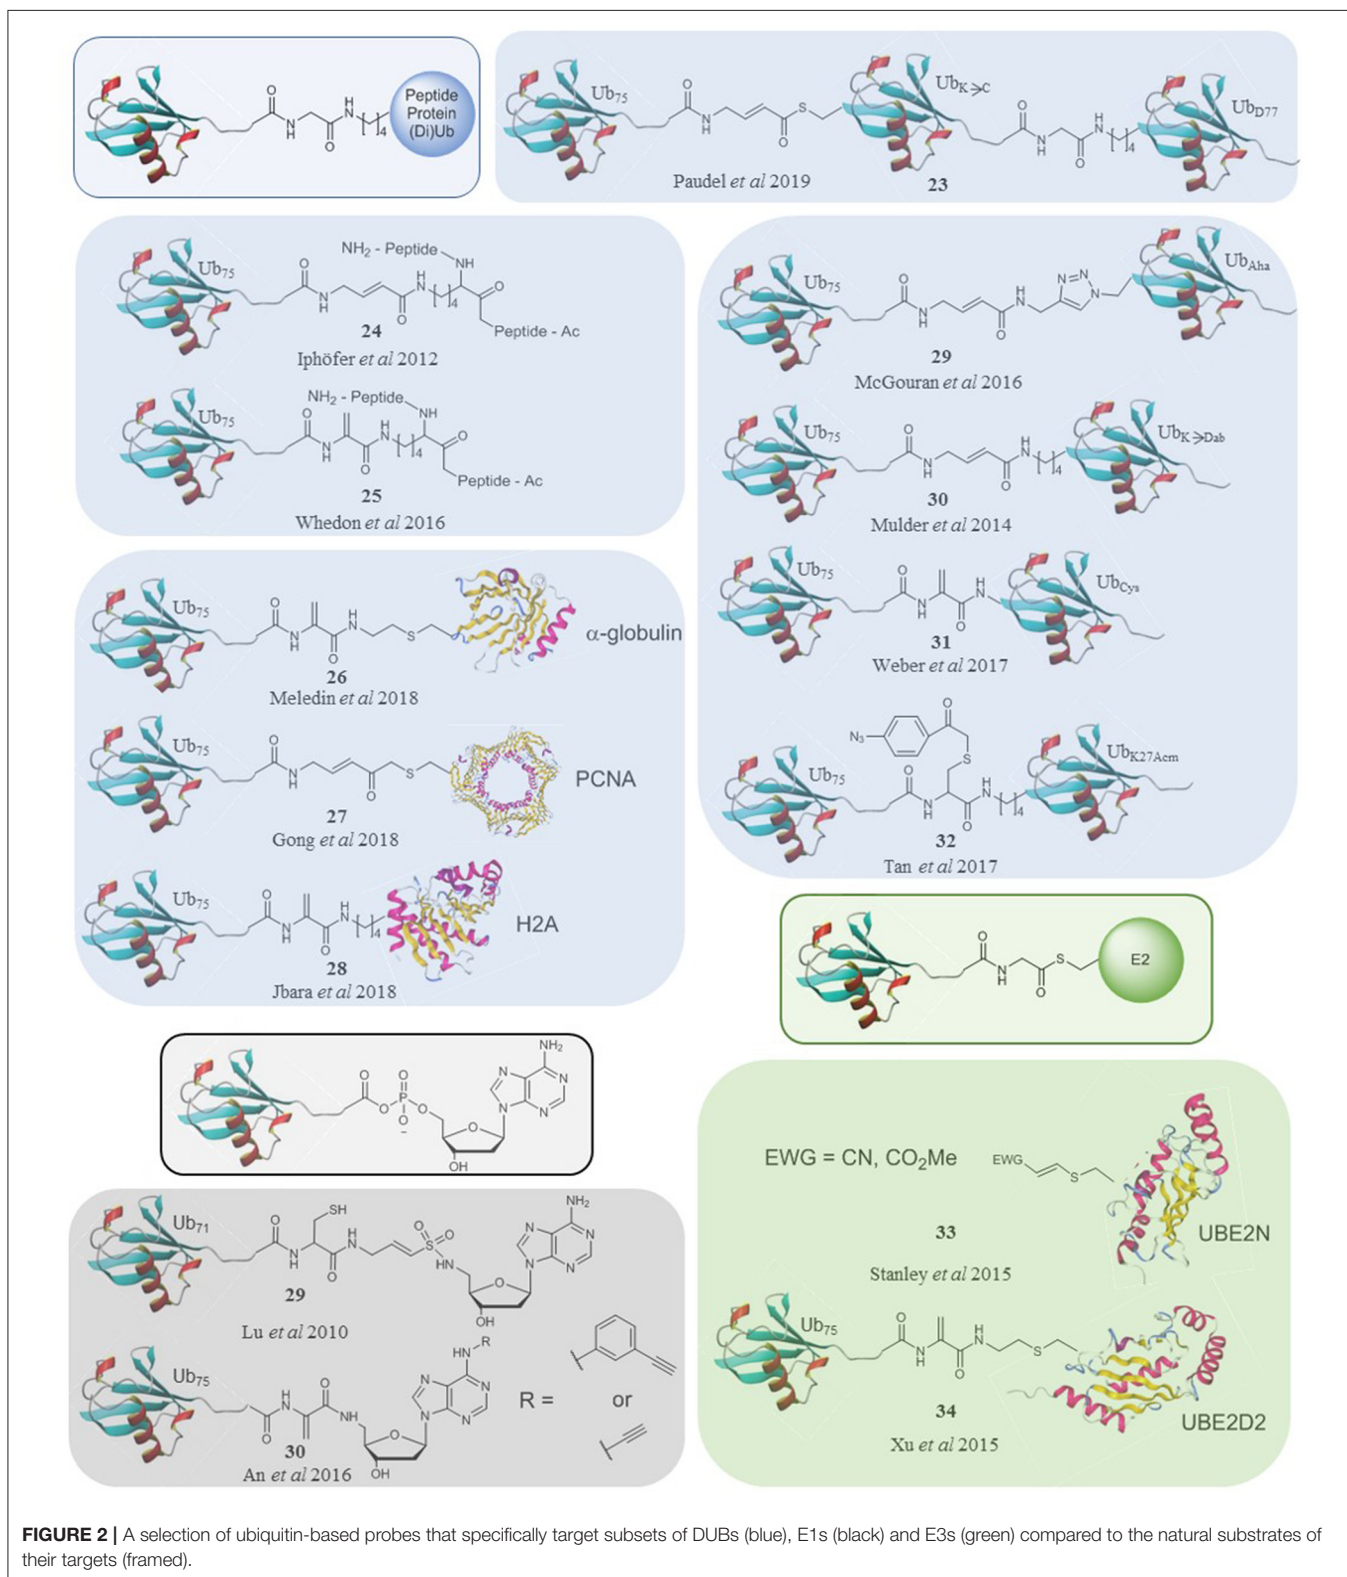 Peptide
Protein
(Di)Ub
O
H
N
N
H
O
4
Ub75
O
N
H
O
S
UbK→C
O
N
H
O
H
N
4
UbD77
Paudel et al 2019
23
NH2 - Peptide
Ub75
O
N
H
O
H
N
4
NH
O
Peptide - Ac
24
Iphöfer et al 2012
NH2 - Peptide
Ub75
O
N
H
O
H
N
4
NH
O
Peptide - Ac
25
Whedon et al 2016
Ub75
O
N
H
O
H
N
N=N
N
UbAha
29
McGouran et al 2016
Ub75
O
N
H
O
H
N
4
UbK→Dab
30
Mulder et al 2014
Ub75
O
N
H
O
H
N
UbCys
31
Weber et al 2017
N3
O
S
Ub75
O
N
H
O
H
N
4
UbK27Acm
32
Tan et al 2017
Ub75
O
N
H
O
H
N
S
α-globulin
26
Meledin et al 2018
Ub75
O
N
H
O
S
PCNA
27
Gong et al 2018
Ub75
O
N
H
O
H
N
4
H2A
28
Jbara et al 2018
O
N
H
O
S
E2
O
O
P
O
O
O
−
O
OH
NH2
N
N
N
N
Ub71
O
N
H
SH
O
H
N
O
S
O
HN
O
OH
NH2
N
N
N
N
29
Lu et al 2010
Ub75
O
H
N
O
NH
O
OH
HN
R
N
N
N
N
R =
or
30
An et al 2016
EWG = CN, CO2Me
EWG
S
33
UBE2N
Stanley et al 2015
Ub75
O
N
H
O
H
N
S
34
UBE2D2
Xu et al 2015
FIGURE 2 | A selection of ubiquitin-based probes that specifically target subsets of DUBs (blue), E1s (black) and E3s (green) compared to the natural substrates of
their targets (framed).